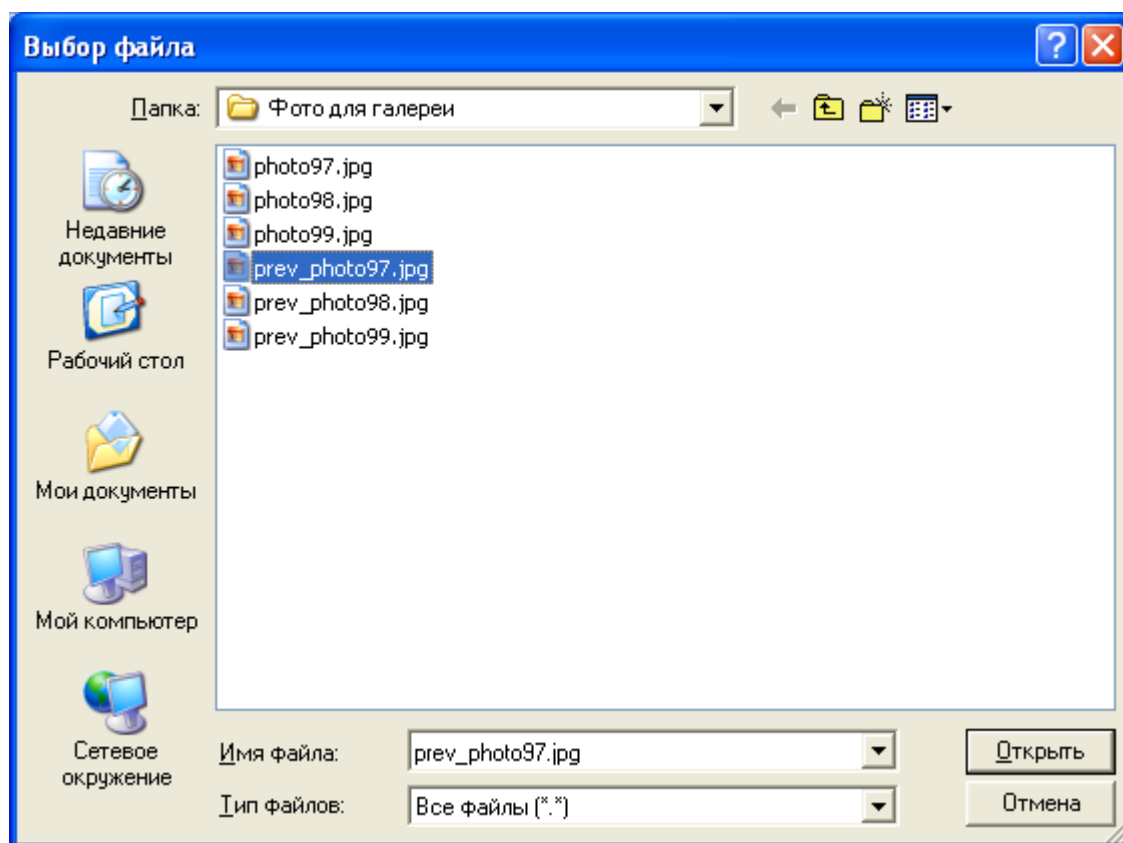 Выбор файла
Папка:
Фото для галереи
Недавние
документы
Рабочий стол
Мои документы
Мой компьютер
Сетевое
окружение
photo97.jpg
photo98.jpg
photo99.jpg
prev_photo97.jpg
prev_photo98.jpg
prev_photo99.jpg
Имя файла:
prev_photo97.jpg
Открыть
Тип файлов:
Все файлы (*.*)
Отмена